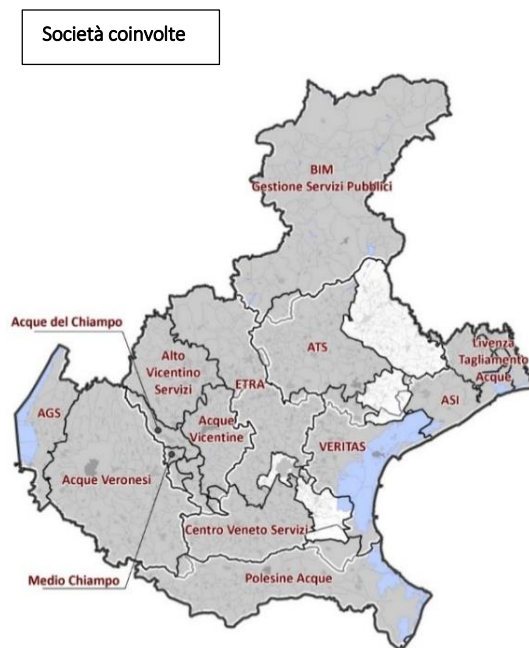 Società coinvolte
BIM
Gestione Servizi Pubblici
Acque del Chiampo
Alto
Vicentino
Servizi
ATS
Livenza
Tagliamento
Acque
ETRA
AGS
Acque
Vicentine
ASI
VERITAS
Acque Veronesi
Centro Veneto Servizi
Medio Chiampo
Polesine Acque